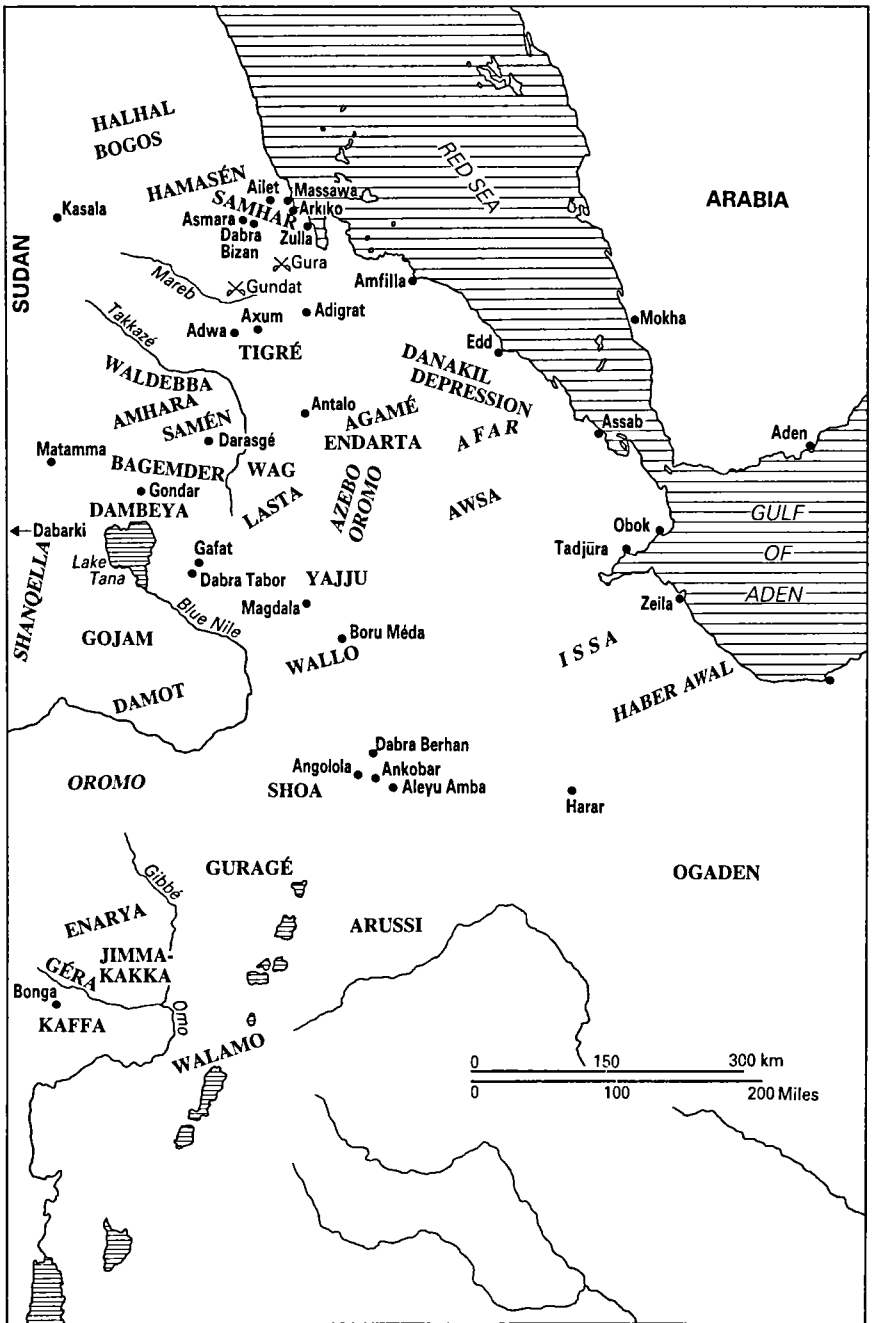 HALHAL
BOGOS
RED SEA
HAMASÉN
Ailet
Massawa
SAMHAR
Arkiko
ARABIA
Kasala
Asmara
Dabra
Bizan
Zulla
SUDAN
Gura
Mareb
Gundat
Amfilla
Takkazé
Axum
Adigrat
Mokha
Adwa
TIGRÉ
Edd
WALDEBBA
DANAKIL
DEPRESSION
AMHARA
Antalo
AGAMÉ
SAMÉN
Darasgé
ENDARTA
AFAR
Assab
Aden
Matamma
BAGEMDER
WAG
Gondar
LASTA
AZEBO
OROMO
AWSA
DAMBEYA
GULF
OF
ADEN
Dabarki
Obok
Lake
Tana
Gafat
Tadjūra
Dabra Tabor
YAJJU
SHANQELLA
Magdala
Zeila
Blue Nile
GOJAM
Boru Méda
WALLO
ISSA
DAMOT
HABER AWAL
Dabra Berhan
OROMO
Angolola
Ankobar
SHOA
Aleyu Amba
Harar
Gibbé
GURAGÉ
OGADEN
ENARYA
ARUSSI
JIMMA-
KAKKA
GÉRA
Bonga
Omo
KAFFA
WALAMO
0 150 300 km
0 100 200 Miles